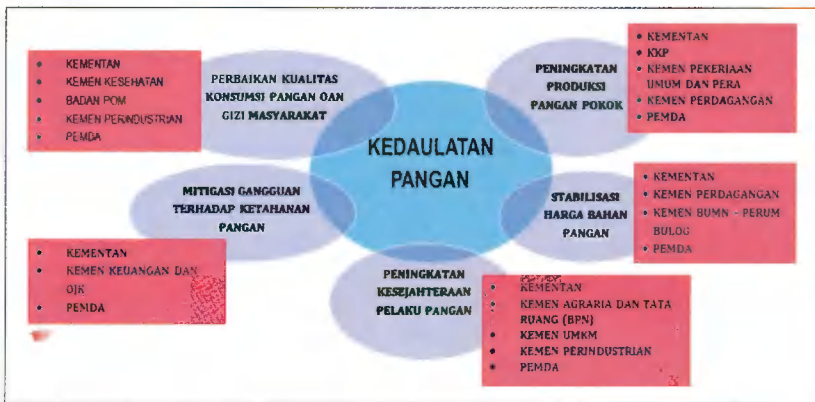 KEDAULATAN
PANGAN
PERBAIKAN KUALITAS
KONSUMSI PANGAN OAN
GIZI MASYARAKAT
• KEMENTAN
• KEMEN KESEHATAN
• BADAN POM
• KEMEN PERINDUSTRIAN
• PEMDA
PENINGKATAN
PRODUKSI
PANGAN POKOK
• KEMENTAN
• KKP
• KEMEN PEKERJAAN
UMUM DAN PERA
• KEMEN PERDAGANGAN
• PEMDA
STABILISASI
HARGA BAHAN
PANGAN
• KEMENTAN
• KEMEN PERDAGANGAN
• KEMEN BUMN - PERUM
BULOG
• PEMDA
PENINGKATAN
KESEJAHTERAAN
PELAKU PANGAN
• KEMENTAN
• KEMEN AGRARIA DAN TATA
RUANG (BPN)
• KEMEN UMKM
• KEMEN PERINDUSTRIAN
• PEMDA
MITIGASI GANGGUAN
TERHADAP KETAHANAN
PANGAN
• KEMENTAN
• KEMEN KEUANGAN DAN
OJK
• PEMDA